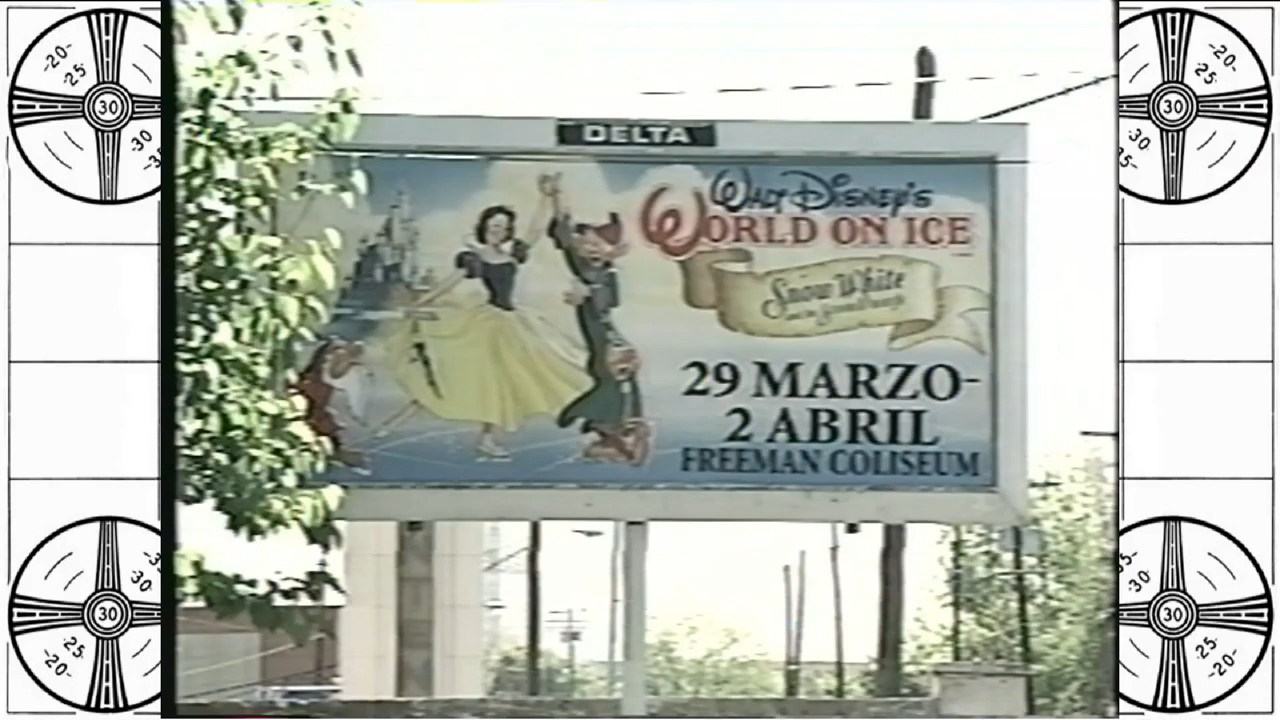 DELTA
WALT DISNEY'S
WORLD ON ICE
Snow White
29 MARZO-
2 ABRIL
FREEMAN COLISEUM
-20-
-25-
30
30
-20-
-25-
30
30
30
30
-25-
-20-
30
30
-25-
-20-